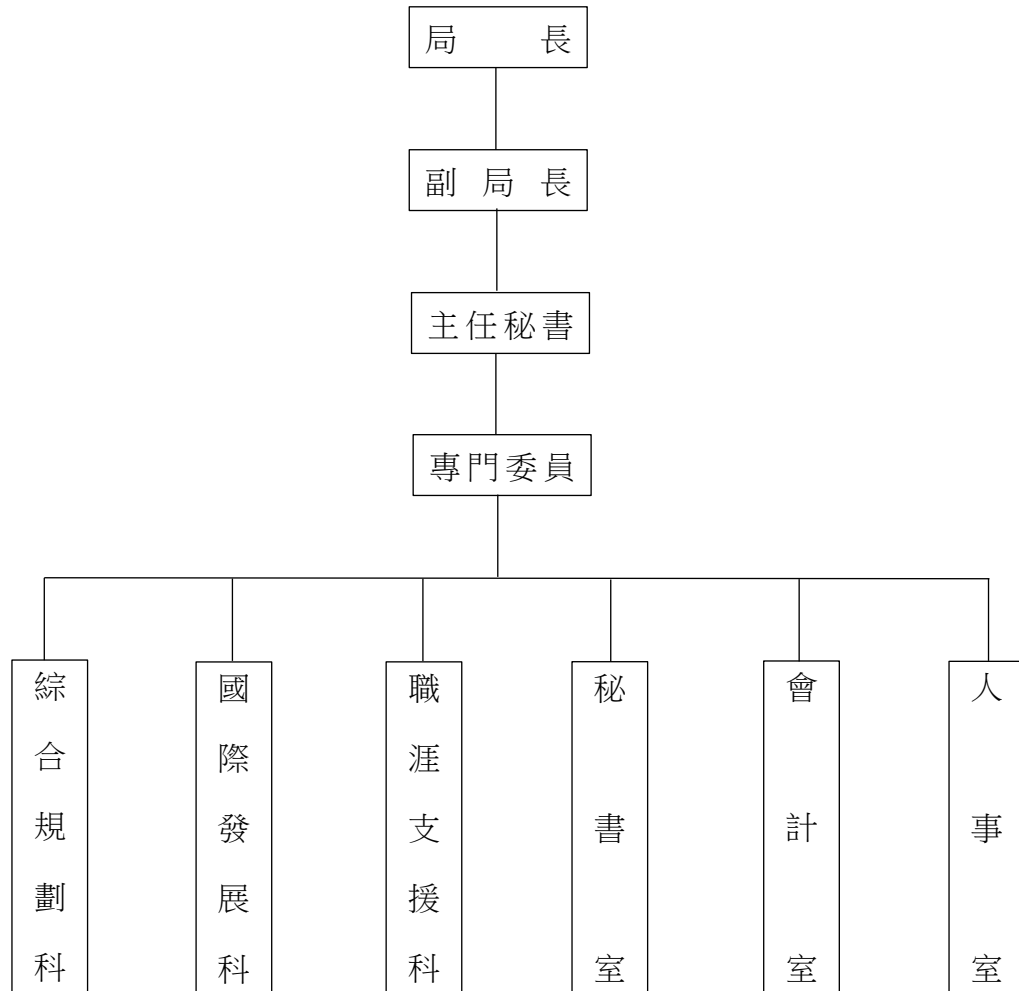 局長
副局長
主任秘書
專門委員
綜合規劃科
國際發展科
職涯支援科
秘書室
會計室
人事室